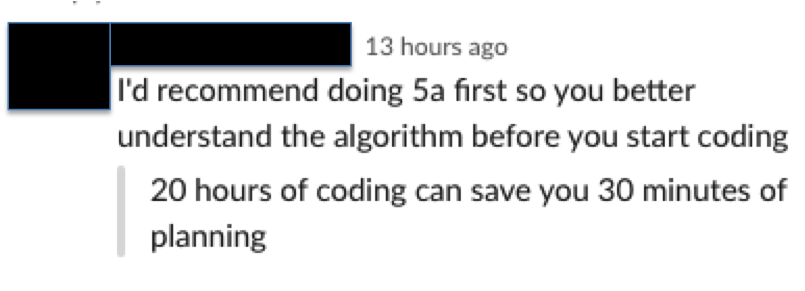 13 hours ago
I'd recommend doing 5a first so you better
understand the algorithm before you start coding
20 hours of coding can save you 30 minutes of
planning